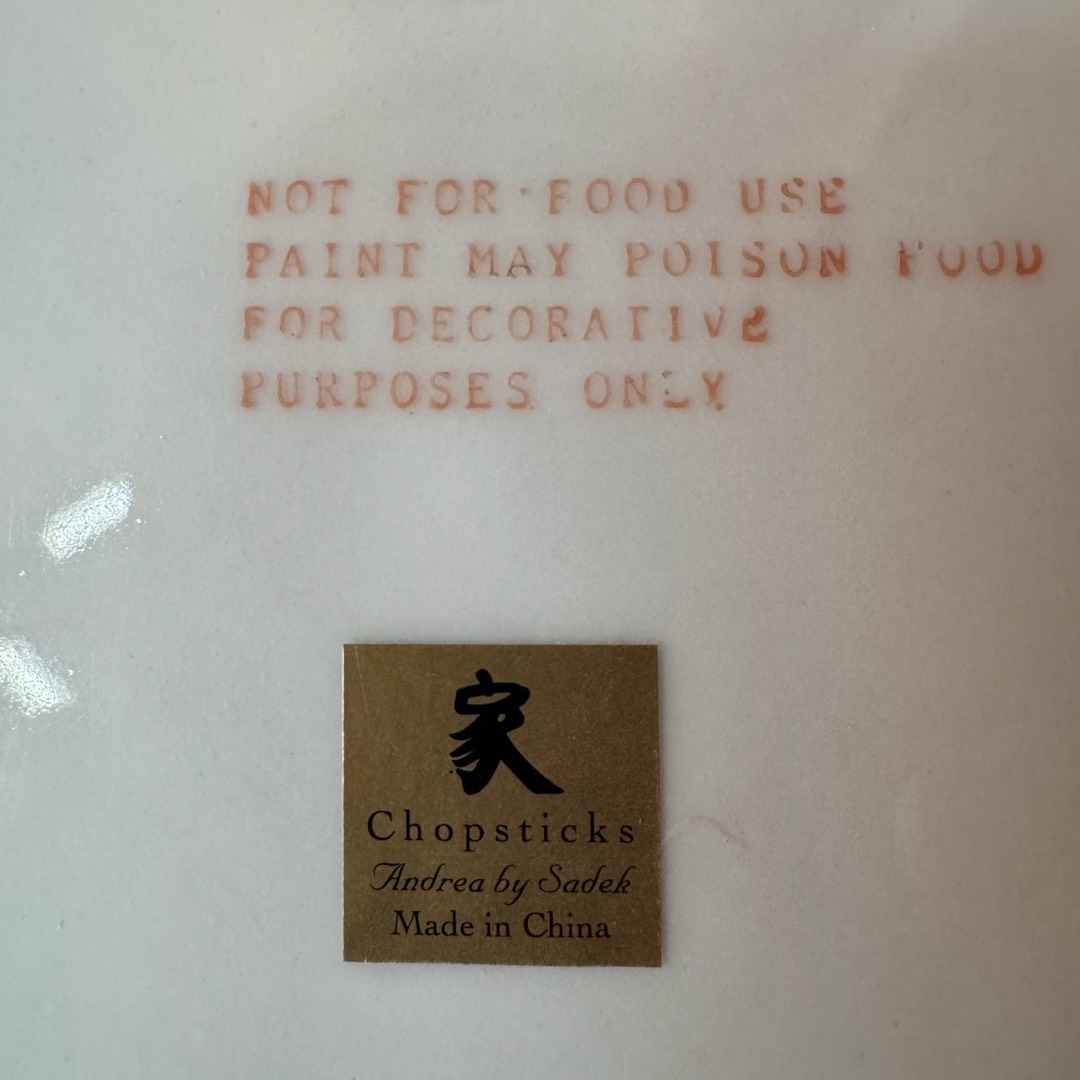 NOT FOR FOOD USE
PAINT MAY POISON FOOD
FOR DECORATIVE
PURPOSES ONLY
家
Chopsticks
Andrea by Sadek
Made in China